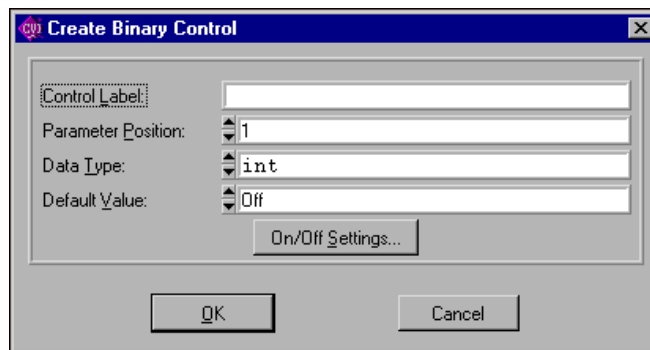 CVI Create Binary Control
Control Label:
Parameter Position: 1
Data Type: int
Default Value: Off
On/Off Settings...
OK Cancel